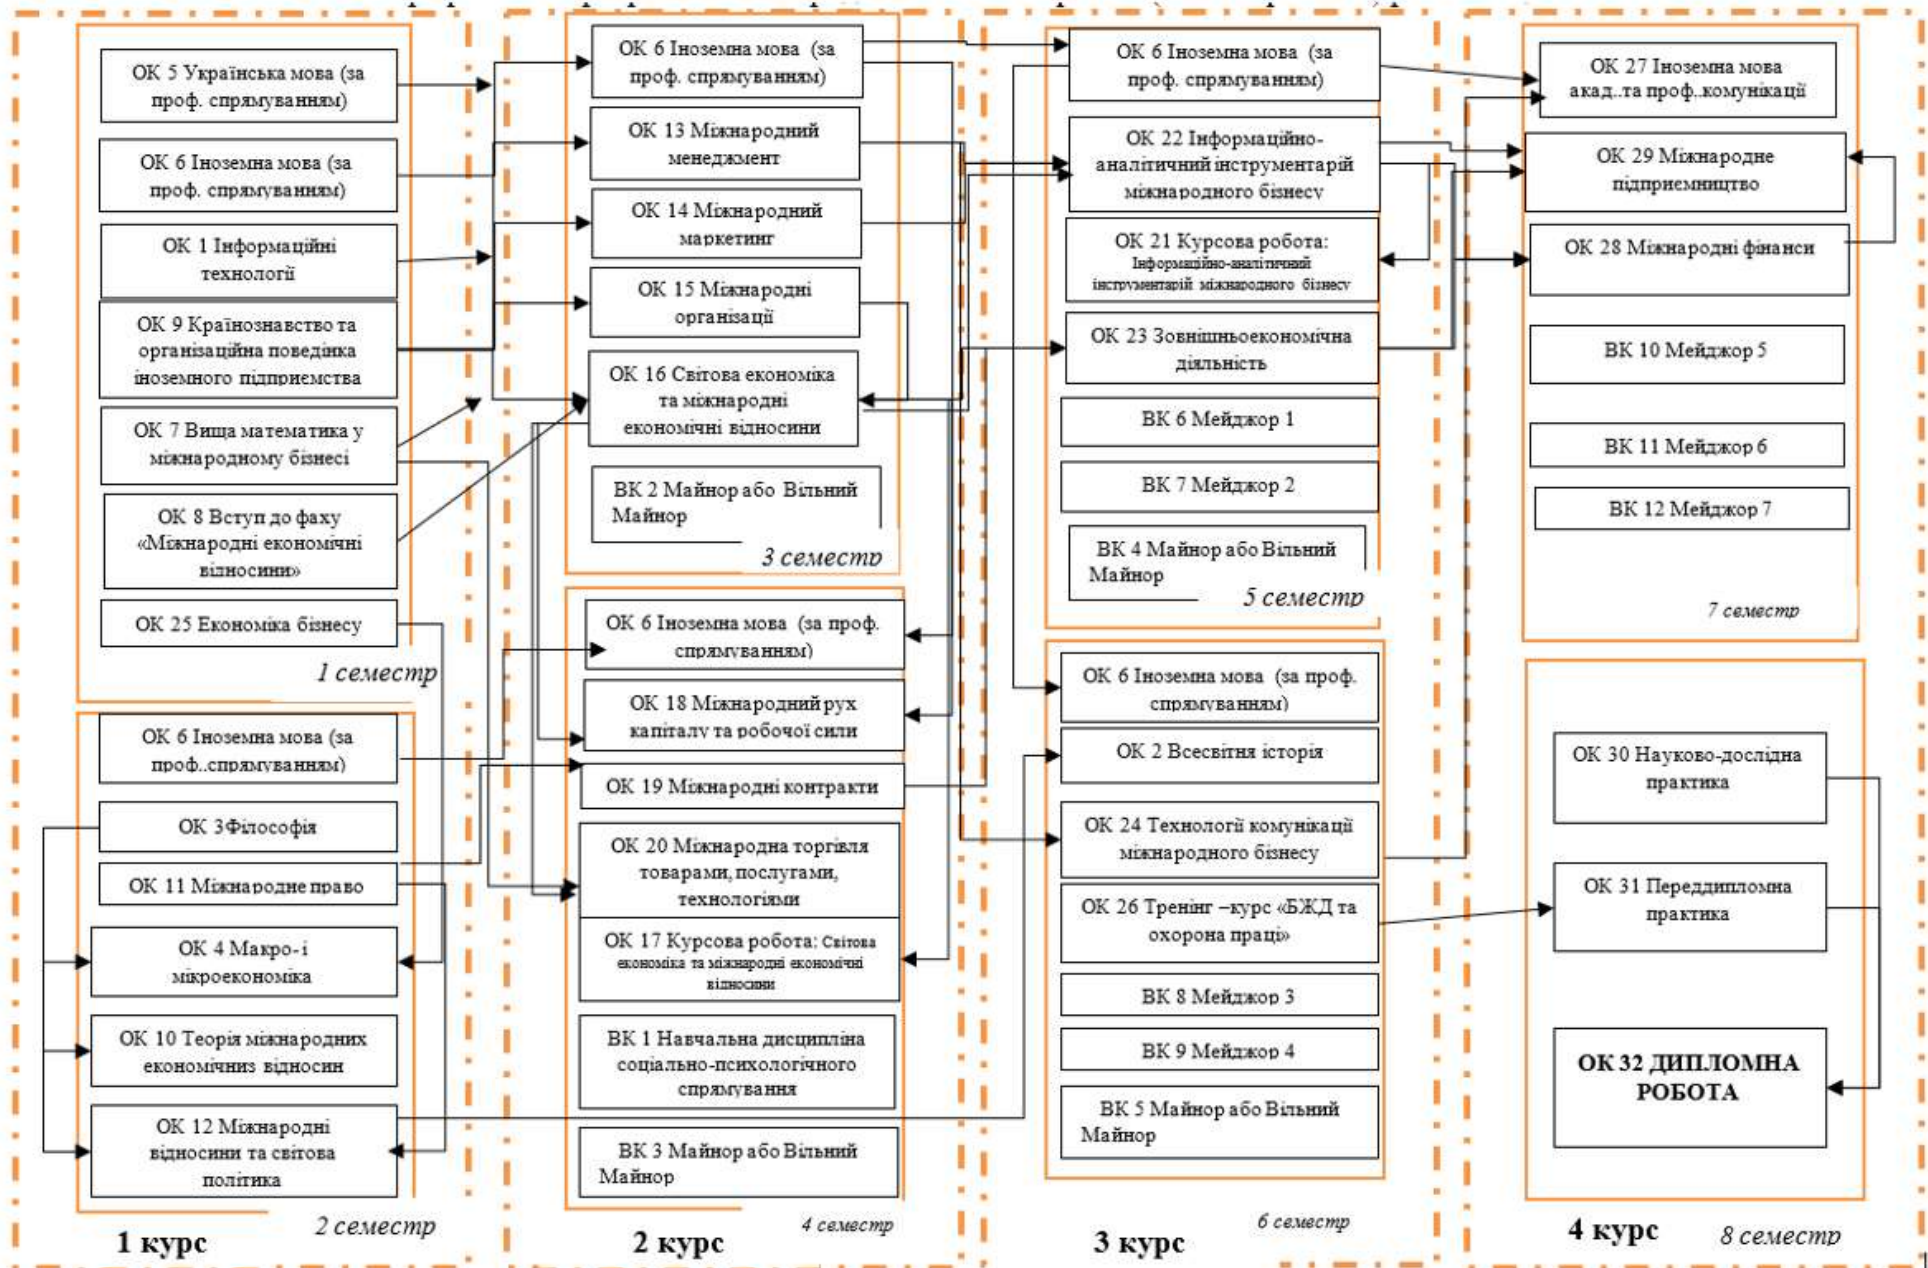 ОК 5 Українська мова (за
проф. спрямуванням)
ОК 6 Іноземна мова (за
проф. спрямуванням)
ОК 1 Інформаційні
технології
ОК 9 Країнознавство та
організаційна поведінка
іноземного підприємства
ОК 7 Вища математика у
міжнародному бізнесі
ОК 8 Вступ до фаху
«Міжнародні економічні
відносини»
ОК 25 Економіка бізнесу
1 семестр
ОК 6 Іноземна мова (за
проф..спрямуванням)
ОК 3Філософія
ОК 11 Міжнародне право
ОК 4 Макро- і
мікроекономіка
ОК 10 Теорія міжнародних
економічниз відносин
ОК 12 Міжнародні
відносини та світова
політика
2 семестр
1 курс
ОК 6 Іноземна мова (за
проф. спрямуванням)
ОК 13 Міжнародний
менеджмент
ОК 14 Міжнародний
маркетинг
ОК 15 Міжнародні
організації
ОК 16 Світова економіка
та міжнародні
економічні відносини
ВК 2 Майнор або Вільний
Майнор
3 семестр
ОК 6 Іноземна мова (за проф.
спрямуванням)
ОК 18 Міжнародний рух
капіталу та робочої сили
ОК 19 Міжнародні контракти
ОК 20 Міжнародна торгівля
товарами, послугами,
технологіями
ОК 17 Курсова робота: Світова
економіка та міжнародні економічні
відносини
ВК 1 Навчальна дисципліна
соціально-психологічного
спрямування
ВК 3 Майнор або Вільний
Майнор
4 семестр
2 курс
ОК 6 Іноземна мова (за
проф. спрямуванням)
ОК 22 Інформаційно-
аналітичний інструментарій
міжнародного бізнесу
ОК 21 Курсова робота:
Інформаційно-аналітичний
інструментарій міжнародного бізнесу
ОК 23 Зовнішньоекономічна
діяльність
ВК 6 Мейджор 1
ВК 7 Мейджор 2
ВК 4 Майнор або Вільний
Майнор
5 семестр
ОК 6 Іноземна мова (за проф.
спрямуванням)
ОК 2 Всесвітня історія
ОК 24 Технології комунікації
міжнародного бізнесу
ОК 26 Тренінг –курс «БЖД та
охорона праці»
ВК 8 Мейджор 3
ВК 9 Мейджор 4
ВК 5 Майнор або Вільний
Майнор
6 семестр
3 курс
ОК 27 Іноземна мова
акад..та проф..комунікації
ОК 29 Міжнародне
підприємництво
ОК 28 Міжнародні фінанси
ВК 10 Мейджор 5
ВК 11 Мейджор 6
ВК 12 Мейджор 7
7 семестр
ОК 30 Науково-дослідна
практика
ОК 31 Переддипломна
практика
ОК 32 ДИПЛОМНА
РОБОТА
4 курс
8 семестр